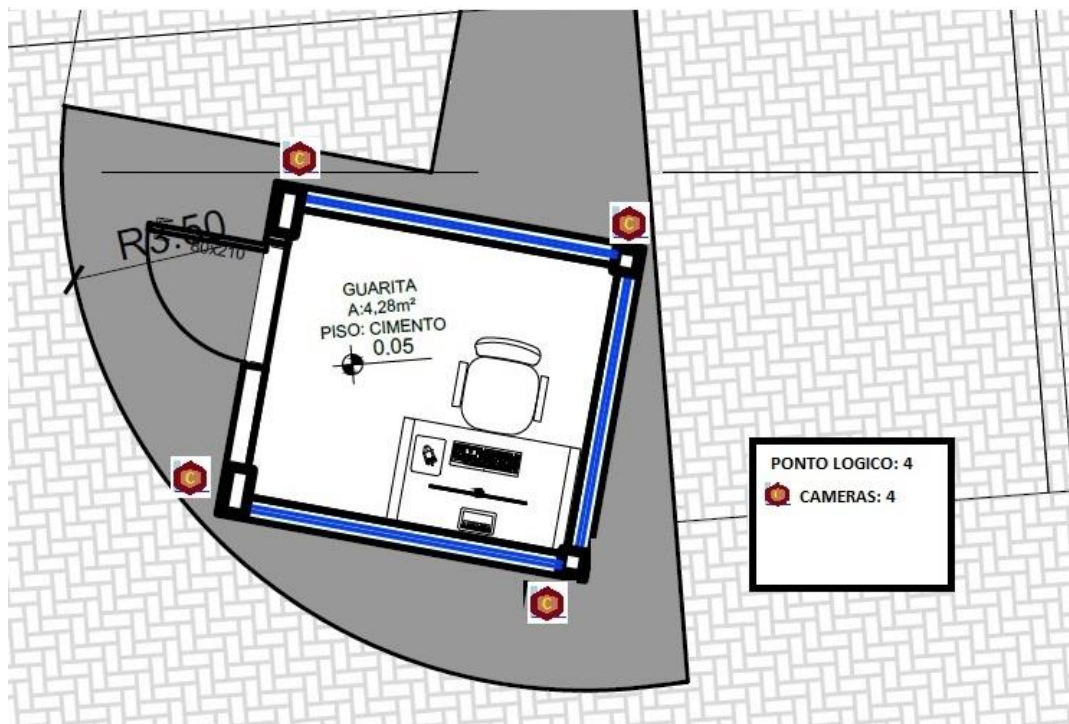 C
C
R3.50
80x210
GUARITA
A:4,28m²
PISO: CIMENTO
0.05
C
C
PONTO LOGICO: 4
C CAMERAS: 4